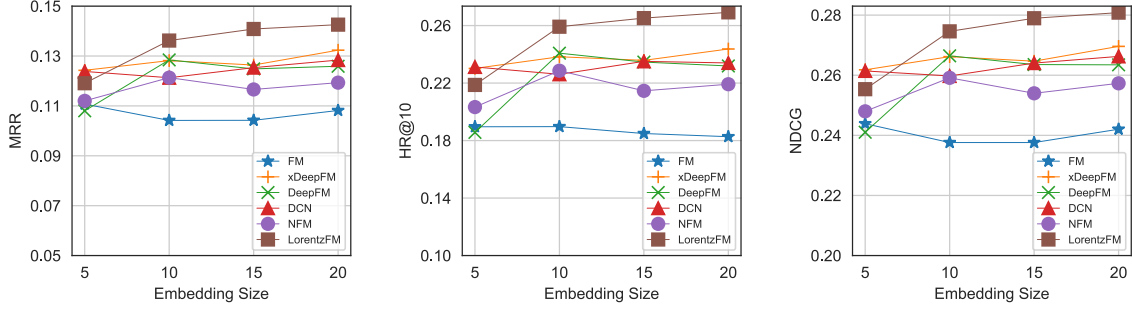 MRR
0.15
0.13
0.11
0.09
0.07
0.05
5
10
15
20
Embedding Size
FM
xDeepFM
DeepFM
DCN
NFM
LorentzFM
HR@10
0.26
0.22
0.18
0.14
0.10
5
10
15
20
Embedding Size
FM
xDeepFM
DeepFM
DCN
NFM
LorentzFM
NDCG
0.28
0.26
0.24
0.22
0.20
5
10
15
20
Embedding Size
FM
xDeepFM
DeepFM
DCN
NFM
LorentzFM